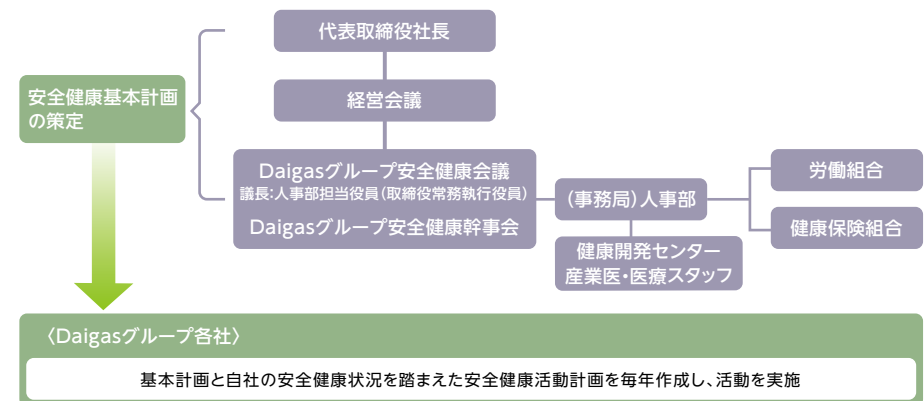 代表取締役社長
経営会議
安全健康基本計画
の策定
Daigasグループ安全健康会議
議長:人事部担当役員(取締役常務執行役員)
Daigasグループ安全健康幹事会
(事務局)人事部
労働組合
健康保険組合
健康開発センター
産業医・医療スタッフ
〈Daigasグループ各社〉
基本計画と自社の安全健康状況を踏まえた安全健康活動計画を毎年作成し、活動を実施